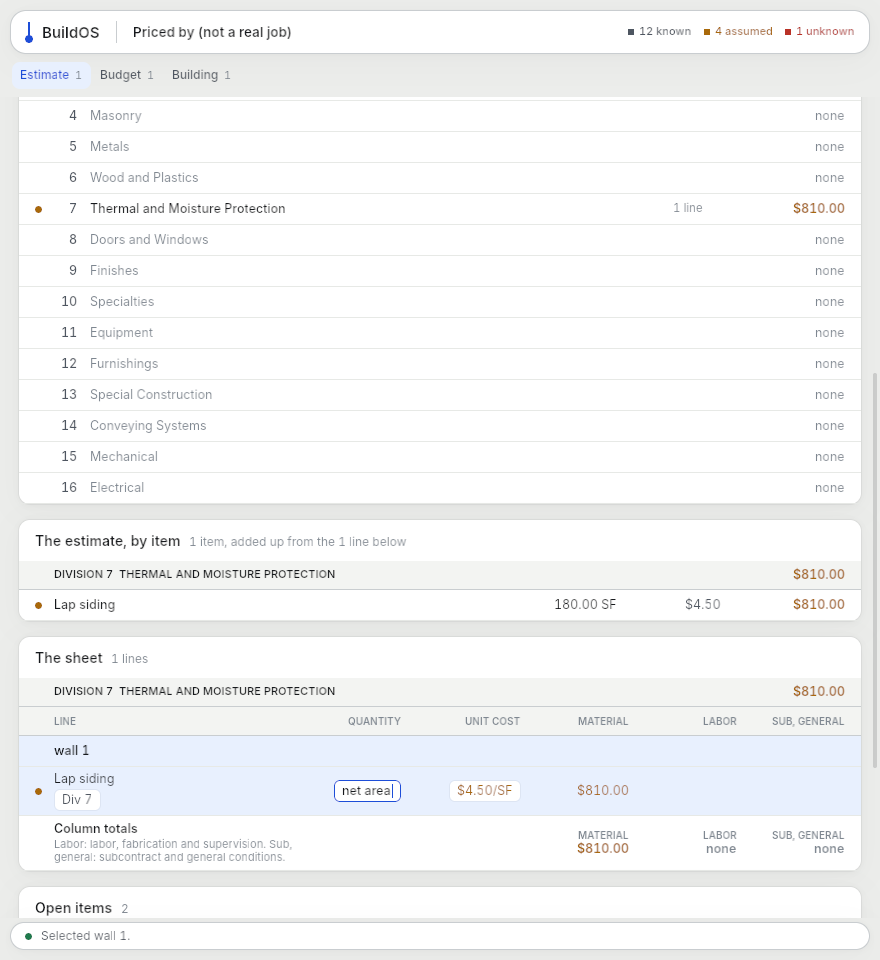 BuildOS Priced by (not a real job) 12 known 4 assumed 1 unknown
Estimate 1 Budget 1 Building 1
4 Masonry none
5 Metals none
6 Wood and Plastics none
7 Thermal and Moisture Protection 1 line $810.00
8 Doors and Windows none
9 Finishes none
10 Specialties none
11 Equipment none
12 Furnishings none
13 Special Construction none
14 Conveying Systems none
15 Mechanical none
16 Electrical none
The estimate, by item 1 item, added up from the 1 line below
DIVISION 7 THERMAL AND MOISTURE PROTECTION $810.00
Lap siding 180.00 SF $4.50 $810.00
The sheet 1 lines
DIVISION 7 THERMAL AND MOISTURE PROTECTION $810.00
LINE QUANTITY UNIT COST MATERIAL LABOR SUB, GENERAL
wall 1
Lap siding net area $4.50/SF $810.00
Div 7
Column totals MATERIAL LABOR SUB, GENERAL
Labor: labor, fabrication and supervision. Sub, $810.00 none none
general: subcontract and general conditions.
Open items 2
Selected wall 1.